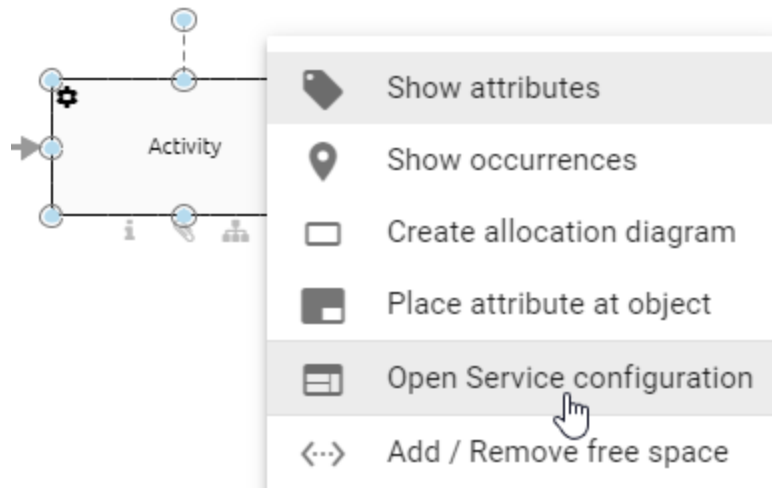 Activity
Show attributes
Show occurrences
Create allocation diagram
Place attribute at object
Open Service configuration
Add / Remove free space